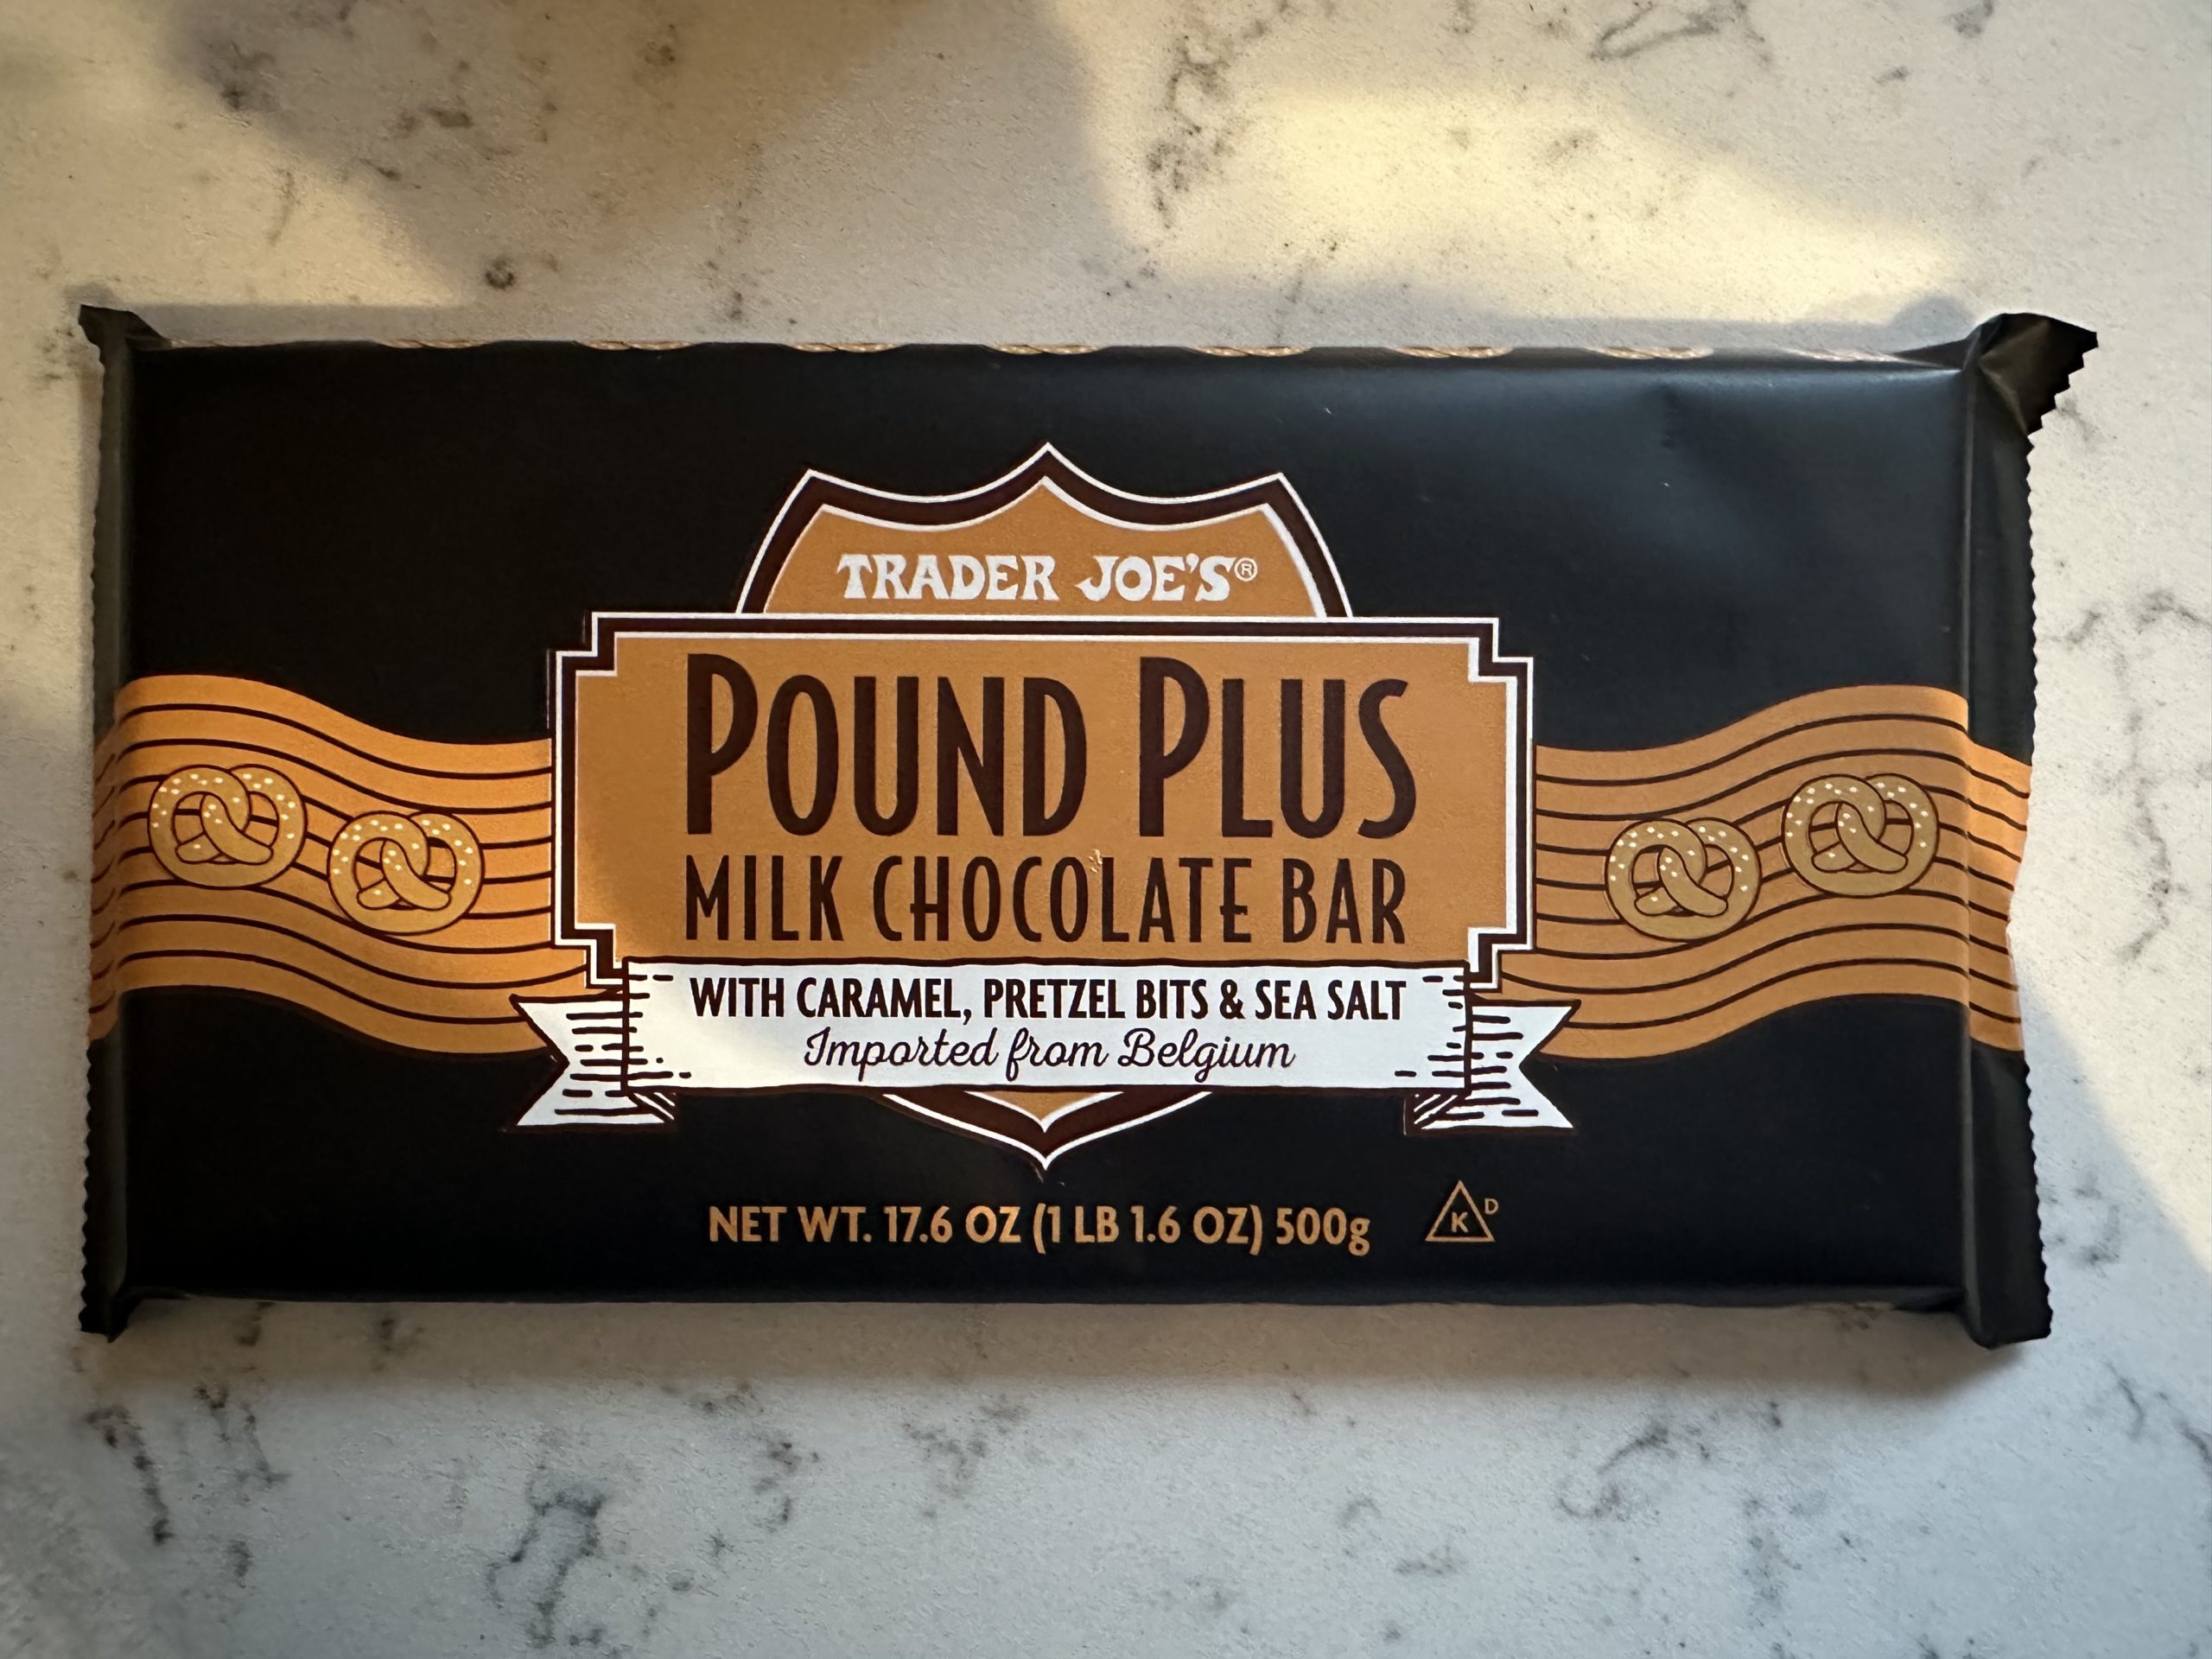 TRADER JOE'S®
POUND PLUS
MILK CHOCOLATE BAR
WITH CARAMEL, PRETZEL BITS & SEA SALT
Imported from Belgium
NET WT. 17.6 OZ (1 LB 1.6 OZ) 500g
K D